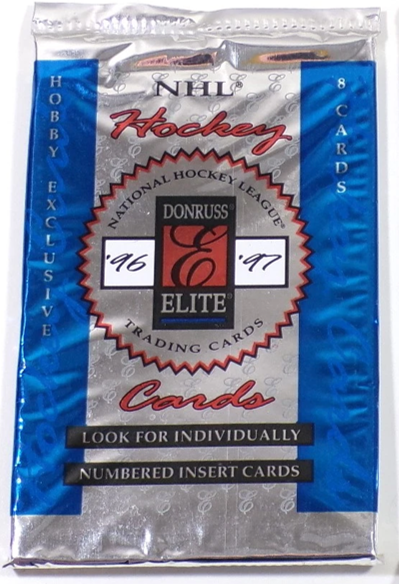 NHL®
Hockey
HOBBY EXCLUSIVE
8 CARDS
NATIONAL HOCKEY LEAGUE®
DONRUSS®
'96 E '97
ELITE®
TRADING CARDS
Cards
LOOK FOR INDIVIDUALLY
NUMBERED INSERT CARDS